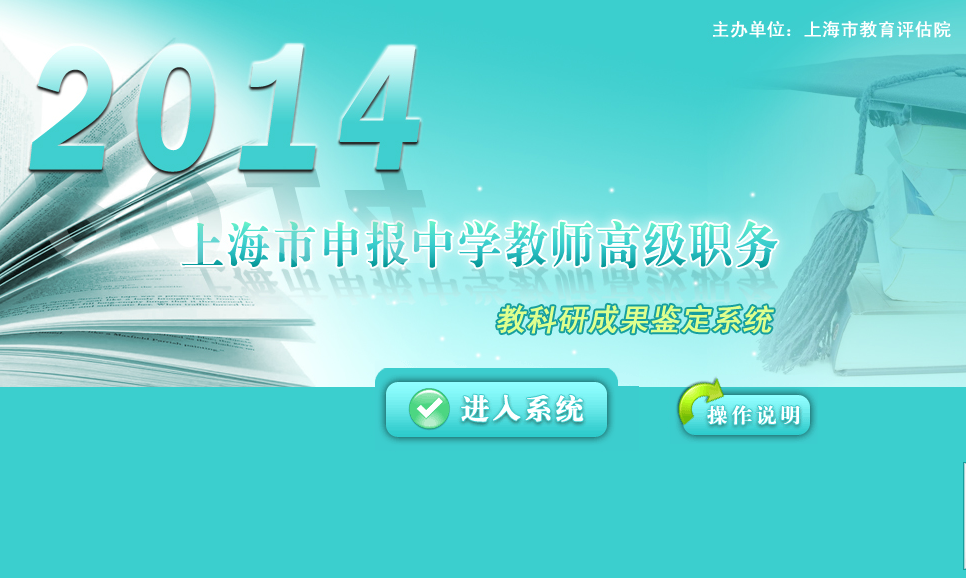 主办单位：上海市教育评估院
2014
上海市申报中学教师高级职务
教科研成果鉴定系统
进入系统
操作说明